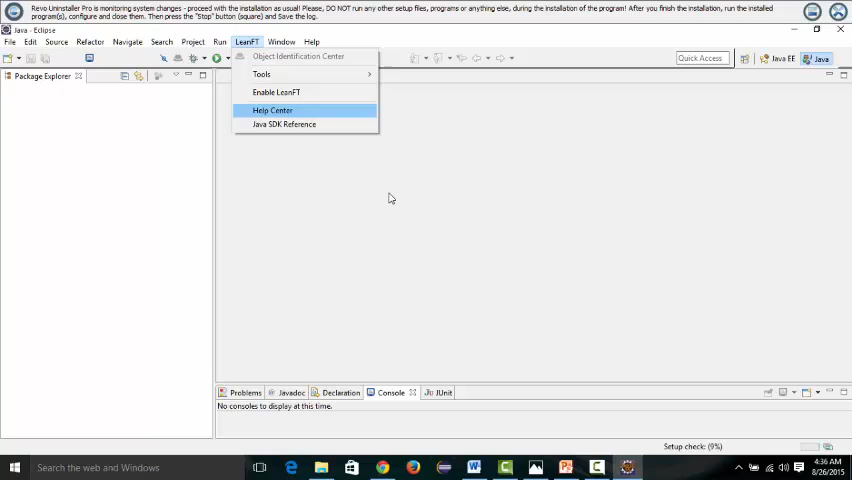 Revo Uninstaller Pro is monitoring system changes - proceed with the installation as usual! Please, DO NOT run any other setup files, programs or anything else, during the installation of the program! After you finish the installation, run the installed
program(s), configure and close them. Then press the "Stop" button (square) and Save the log.
Java - Eclipse
File Edit Source Refactor Navigate Search Project Run LeanFT Window Help
Object Identification Center
Tools
Enable LeanFT
Help Center
Java SDK Reference
Quick Access
Java EE
Java
Package Explorer
Problems Javadoc Declaration Console JUnit
No consoles to display at this time.
Setup check: (9%)
Search the web and Windows
4:36 AM
8/26/2015